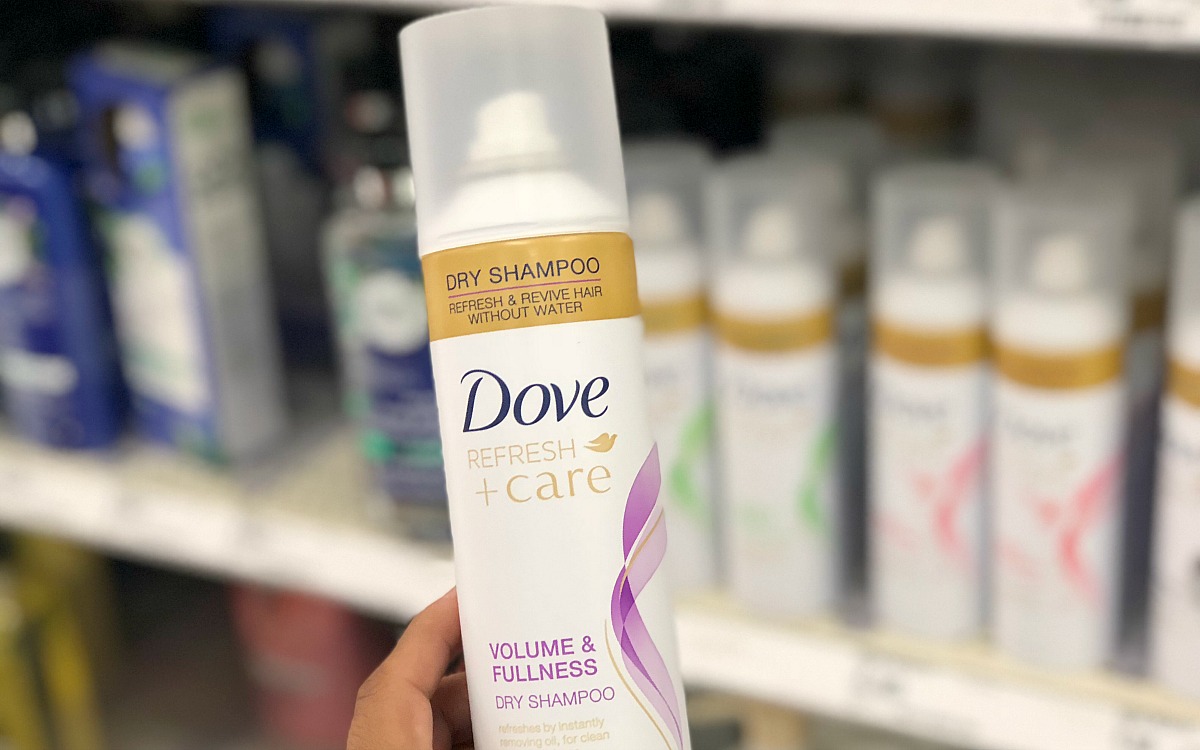 DRY SHAMPOO
REFRESH & REVIVE HAIR
WITHOUT WATER
Dove
REFRESH
+care
VOLUME &
FULLNESS
DRY SHAMPOO
refreshes by instantly
removing oil, for clean